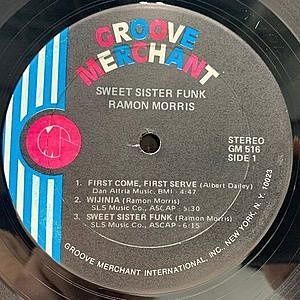 GROOVE
MERCHANT
SWEET SISTER FUNK
RAMON MORRIS
STEREO
GM 516
SIDE 1
1. FIRST COME, FIRST SERVE (Albert Dailey)
Dan Altria Music, BMI - 4:47
2. WIJINIA (Ramon Morris)
SLS Music Co., ASCAP - 5:30
3. SWEET SISTER FUNK (Ramon Morris)
SLS Music Co., ASCAP - 6:15
GROOVE MERCHANT INTERNATIONAL, INC. NEW YORK, N.Y. 10023